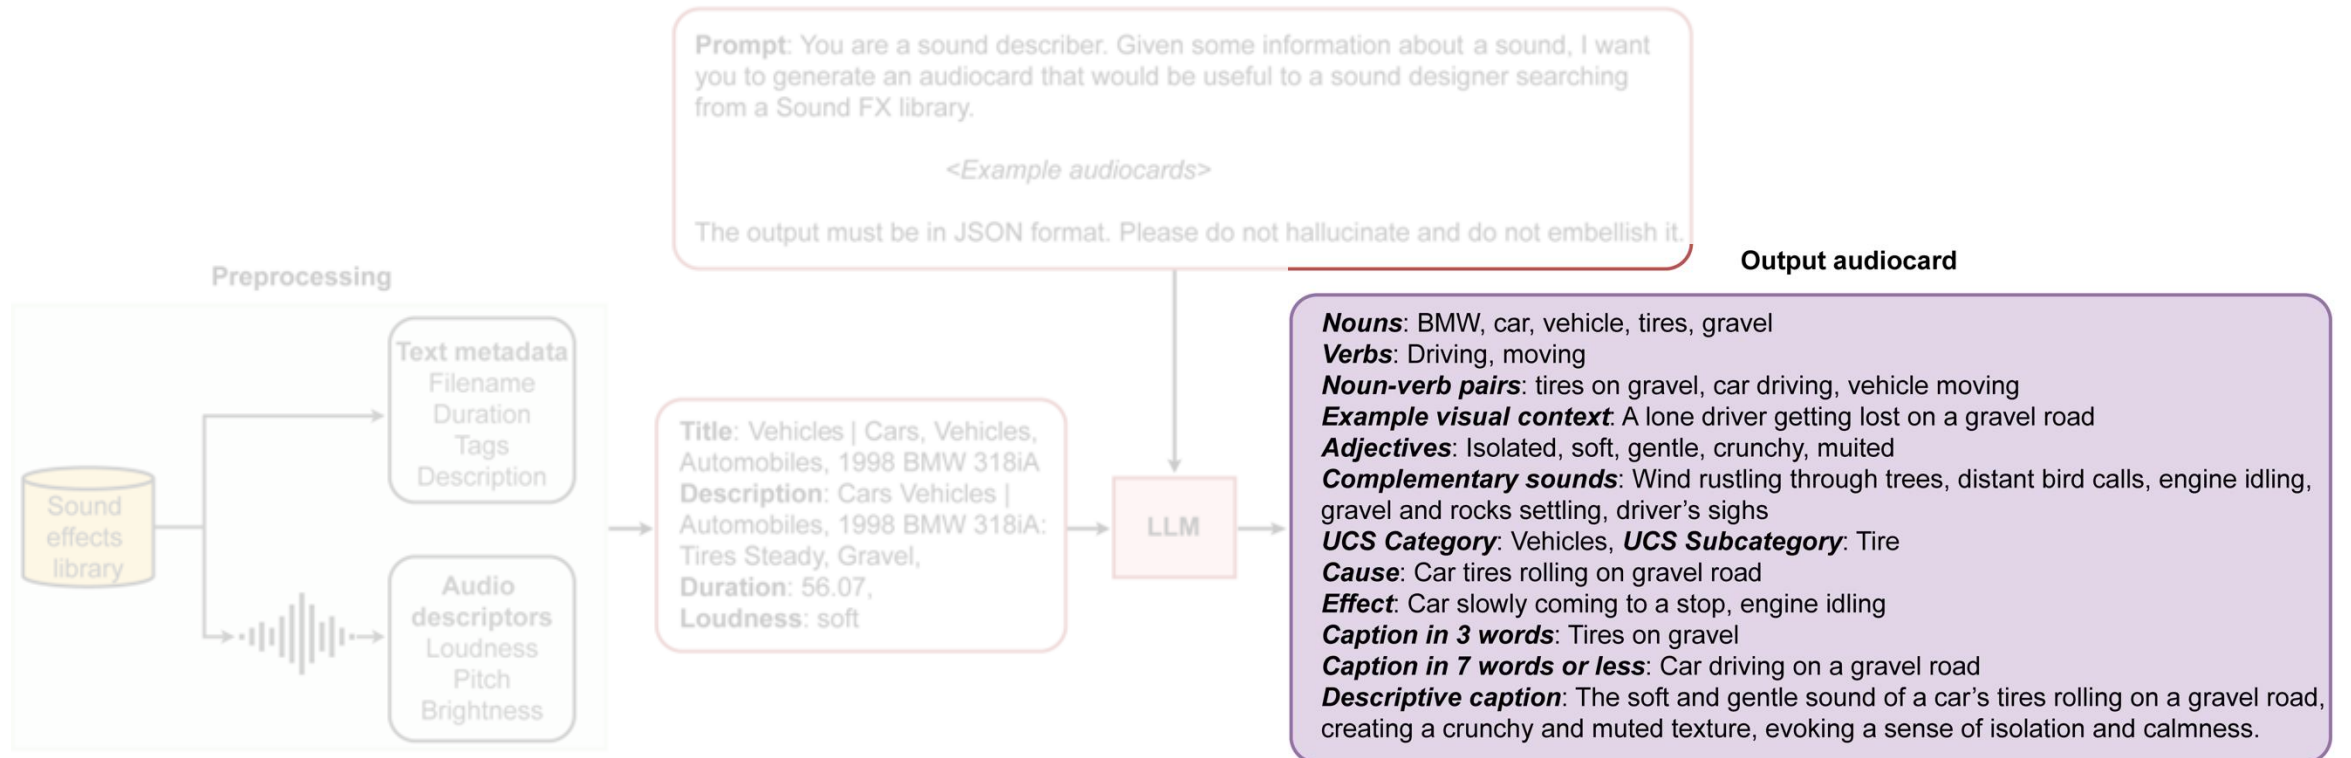 Prompt: You are a sound describer. Given some information about a sound, I want
you to generate an audiocard that would be useful to a sound designer searching
from a Sound FX library.
<Example audiocards>
The output must be in JSON format. Please do not hallucinate and do not embellish it.
Preprocessing
Sound
effects
library
Text metadata
Filename
Duration
Tags
Description
Audio
descriptors
Loudness
Pitch
Brightness
Title: Vehicles | Cars, Vehicles,
Automobiles, 1998 BMW 318iA
Description: Cars Vehicles |
Automobiles, 1998 BMW 318iA:
Tires Steady, Gravel,
Duration: 56.07,
Loudness: soft
LLM
Output audiocard
Nouns: BMW, car, vehicle, tires, gravel
Verbs: Driving, moving
Noun-verb pairs: tires on gravel, car driving, vehicle moving
Example visual context: A lone driver getting lost on a gravel road
Adjectives: Isolated, soft, gentle, crunchy, muited
Complementary sounds: Wind rustling through trees, distant bird calls, engine idling,
gravel and rocks settling, driver's sighs
UCS Category: Vehicles, UCS Subcategory: Tire
Cause: Car tires rolling on gravel road
Effect: Car slowly coming to a stop, engine idling
Caption in 3 words: Tires on gravel
Caption in 7 words or less: Car driving on a gravel road
Descriptive caption: The soft and gentle sound of a car's tires rolling on a gravel road,
creating a crunchy and muted texture, evoking a sense of isolation and calmness.